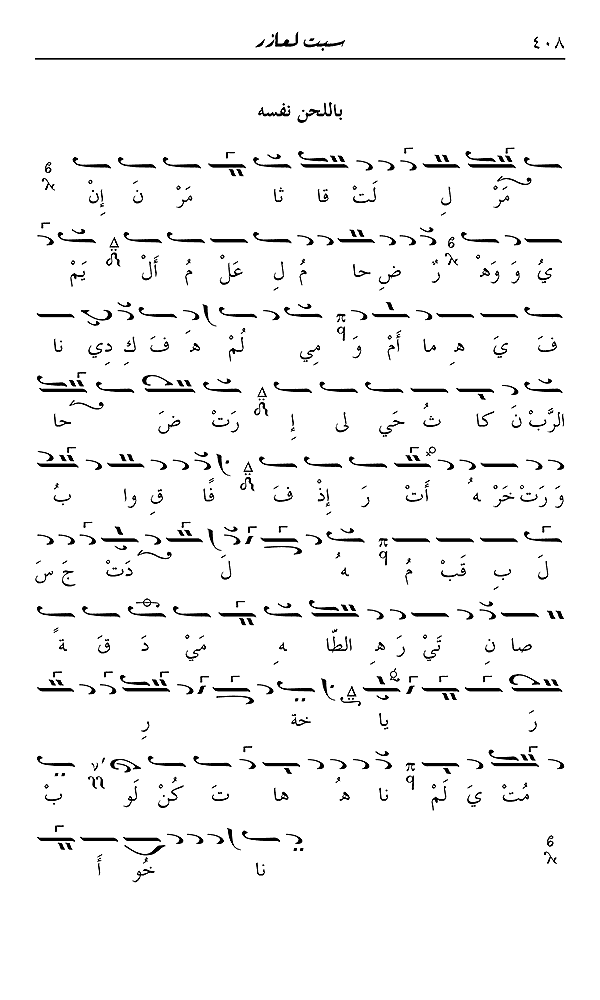 ٤٠٨ سبت لعازر
باللحن نفسه
إنْ نَ مَرْ ثا قا لَتْ لِ مَرْ
يَمْ أَلْ مُ عَلْ لِ مُ حا ضِ رٌ وَهْ وَ يُ
نا دِي كِ فَ هَـ لُمْ مِي وَ أَمْ ما هِـ يَ فَ
حا ضَ رَتْ إِ لى حَي ثُ كا نَ الرَّبْ
بُ وا قِ فًا فَ إِذْ رَ أَتْ هُ خَرْ رَتْ وَ
سَ جَ دَتْ لَ هُ مُ قَبْ بِ لَ
ةً قَ دَ مَيْ هِ الطّا هِـ رَ تَيْ نِ صا
رِ خة يا رَ
بْ لَو كُنْ تَ ها هُ نا لَمْ يَ مُتْ
أَ خُو نا